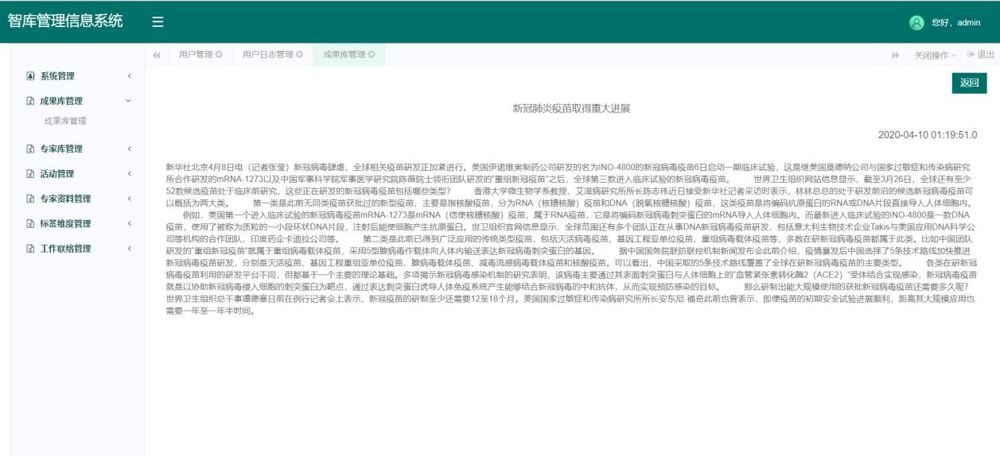 智库管理信息系统
您好，admin
用户管理
用户日志管理
成果库管理
关闭操作
退出
系统管理
成果库管理
成果库管理
专家库管理
活动管理
专家资料管理
标签维度管理
工作联络管理
返回
新冠肺炎疫苗取得重大进展
2020-04-10 01:19:51.0
新华社北京4月8日电（记者张莹）新冠病毒肆虐，全球相关疫苗研发正加紧进行。美国伊诺维奥制药公司研发的名为INO-4800的新冠病毒疫苗6日启动一期临床试验，这是继美国莫德纳公司与国家过敏症和传染病研究
所合作研发的mRNA-1273以及中国军事科学院军事医学研究院陈薇院士领衔团队研发的“重组新冠疫苗”之后，全球第三款进入临床试验的新冠病毒疫苗。 世界卫生组织网站信息显示，截至3月26日，全球还有至少
52款候选疫苗处于临床前研究，这些正在研发的新冠病毒疫苗包括哪些类型？ 香港大学微生物学系教授、艾滋病研究所所长陈志伟近日接受新华社记者采访时表示，林林总总的处于研发前沿的候选新冠病毒疫苗可
以概括为两大类。 第一类是此前无同类疫苗获批过的新型疫苗，主要是指核酸疫苗，分为RNA（核糖核酸）疫苗和DNA（脱氧核糖核酸）疫苗，这类疫苗是将编码抗原蛋白的RNA或DNA片段直接导入人体细胞内。
例如，美国第一个进入临床试验的新冠病毒疫苗mRNA-1273是mRNA（信使核糖核酸）疫苗，属于RNA疫苗，它是将编码新冠病毒刺突蛋白的mRNA导入人体细胞内。而最新进入临床试验的INO-4800是一款DNA
疫苗，使用了被称为质粒的一小段环状DNA片段，注射后能使细胞产生抗原蛋白。世卫组织官网信息显示，全球范围还有多个团队正在从事DNA新冠病毒疫苗研发，包括意大利生物技术企业Takis与美国应用DNA科学公
司等机构的合作团队、印度药企卡迪拉公司等。 第二类是此前已得到广泛应用的传统类型疫苗，包括灭活病毒疫苗、基因工程亚单位疫苗、重组病毒载体疫苗等，多数在研新冠病毒疫苗都属于此类。比如中国团队
研发的“重组新冠疫苗”就属于重组病毒载体疫苗，采用5型腺病毒作载体向人体内输送表达新冠病毒刺突蛋白的基因。 据中国国务院联防联控机制新闻发布会此前介绍，疫情暴发后中国选择了5条技术路线加快推进
新冠病毒疫苗研发，分别是灭活疫苗、基因工程重组亚单位疫苗、腺病毒载体疫苗、减毒流感病毒载体疫苗和核酸疫苗。可以看出，中国采取的5条技术路线覆盖了全球在研新冠病毒疫苗的主要类型。 各类在研新冠
病毒疫苗利用的研发平台不同，但都基于一个主要的理论基础。多项揭示新冠病毒感染机制的研究表明，该病毒主要通过其表面刺突蛋白与人体细胞上的“血管紧张素转化酶2（ACE2）”受体结合实现感染，新冠病毒疫苗
就是以协助新冠病毒侵入细胞的刺突蛋白为靶点，通过表达刺突蛋白诱导人体免疫系统产生能够结合新冠病毒的中和抗体，从而实现预防感染的目标。 那么研制出能大规模使用的获批新冠病毒疫苗还需要多久呢？
世界卫生组织总干事谭德塞日前在例行记者会上表示，新冠疫苗的研制至少还需要12至18个月。美国国家过敏症和传染病研究所所长安东尼·福奇此前也曾表示，即便疫苗的初期安全试验进展顺利，距离其大规模应用也
需要一年至一年半时间。